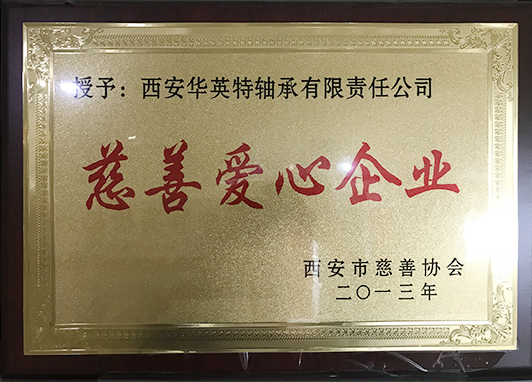 授予：西安华英特轴承有限责任公司
慈善爱心企业
西安市慈善协会
二〇一三年